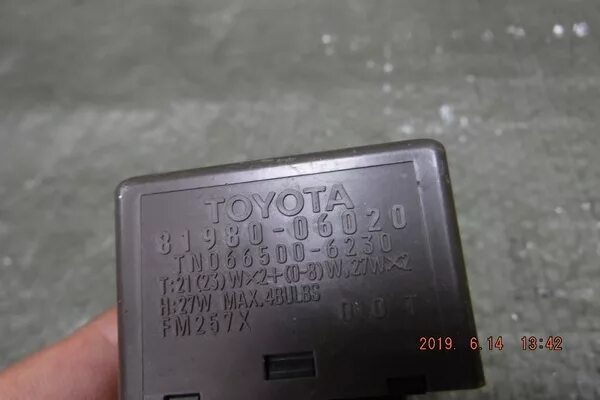 TOYOTA
81980-06020
TN066500-6230
T:21(23)W×2+(0-8)W,27W×2
H:27W MAX.4BULBS
FM257X
2019. 6.14 13:42